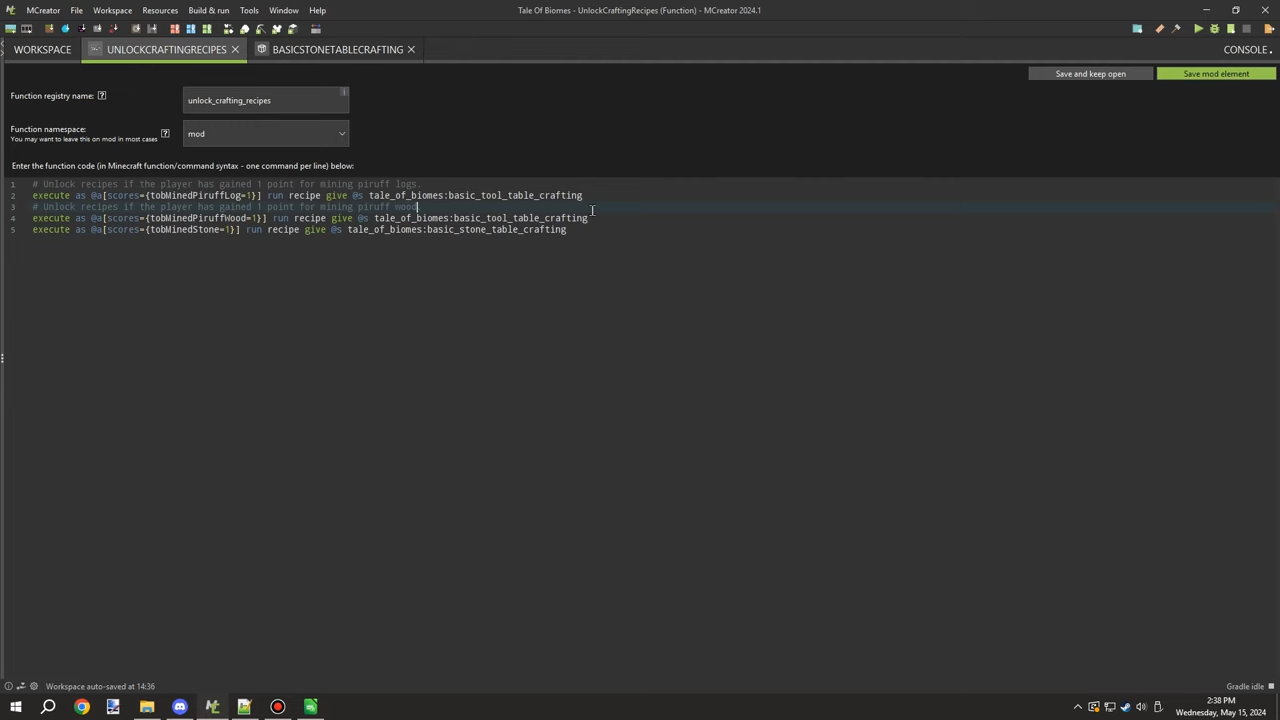 MCreator File Workspace Resources Build & run Tools Window Help Tale Of Biomes - UnlockCraftingRecipes (Function) - MCreator 2024.1
WORKSPACE UNLOCKCRAFTINGRECIPES BASICSTONETABLECRAFTING CONSOLE
Save and keep open Save mod element
Function registry name: unlock_crafting_recipes
Function namespace: mod
You may want to leave this on mod in most cases
Enter the function code (in Minecraft function/command syntax - one command per line) below:
1 # Unlock recipes if the player has gained 1 point for mining piruff logs.
2 execute as @a[scores={tobMinedPiruffLog=1}] run recipe give @s tale_of_biomes:basic_tool_table_crafting
3 # Unlock recipes if the player has gained 1 point for mining piruff wood
4 execute as @a[scores={tobMinedPiruffWood=1}] run recipe give @s tale_of_biomes:basic_tool_table_crafting
5 execute as @a[scores={tobMinedStone=1}] run recipe give @s tale_of_biomes:basic_stone_table_crafting
Workspace auto-saved at 14:36 Gradle idle
2:38 PM
Wednesday, May 15, 2024